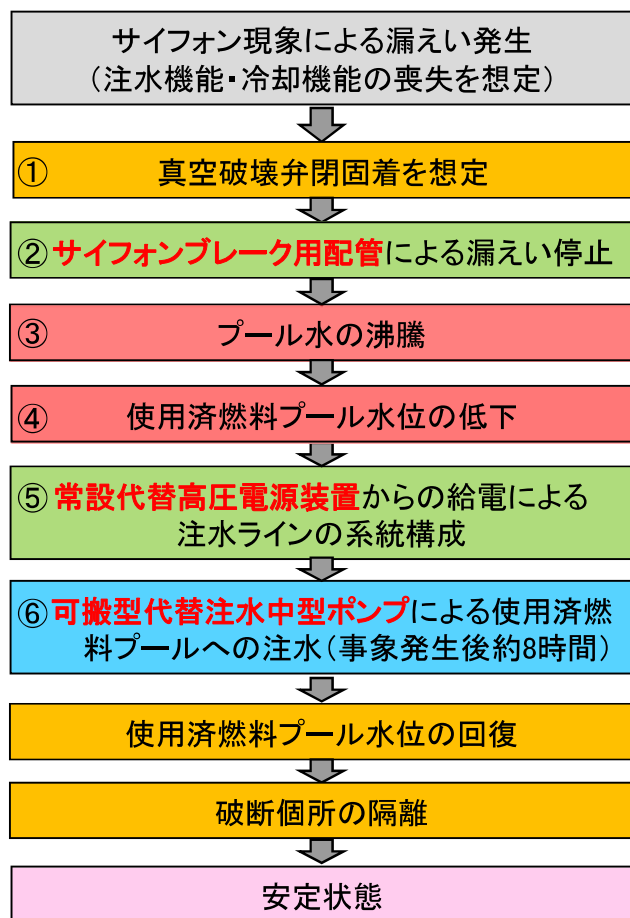 サイフォン現象による漏えい発生
（注水機能・冷却機能の喪失を想定）
① 真空破壊弁閉固着を想定
② サイフォンブレーク用配管による漏えい停止
③ プール水の沸騰
④ 使用済燃料プール水位の低下
⑤ 常設代替高圧電源装置からの給電による
注水ラインの系統構成
⑥ 可搬型代替注水中型ポンプによる使用済燃
料プールへの注水（事象発生後約8時間）
使用済燃料プール水位の回復
破断個所の隔離
安定状態